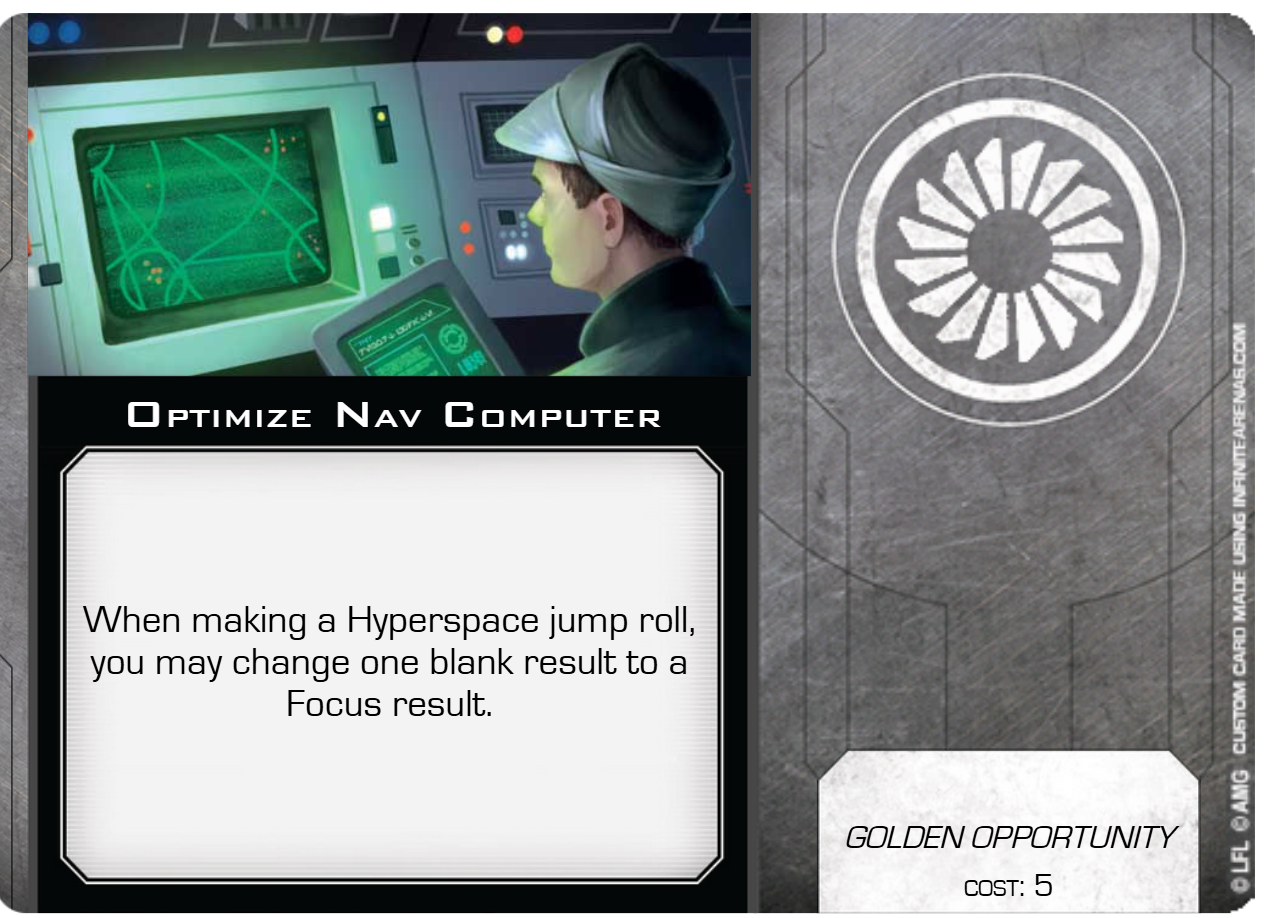 Optimize Nav Computer
When making a Hyperspace jump roll,
you may change one blank result to a
Focus result.
GOLDEN OPPORTUNITY
COST: 5
© LFL © AMG CUSTOM CARD MADE USING INFINITEARENAS.COM